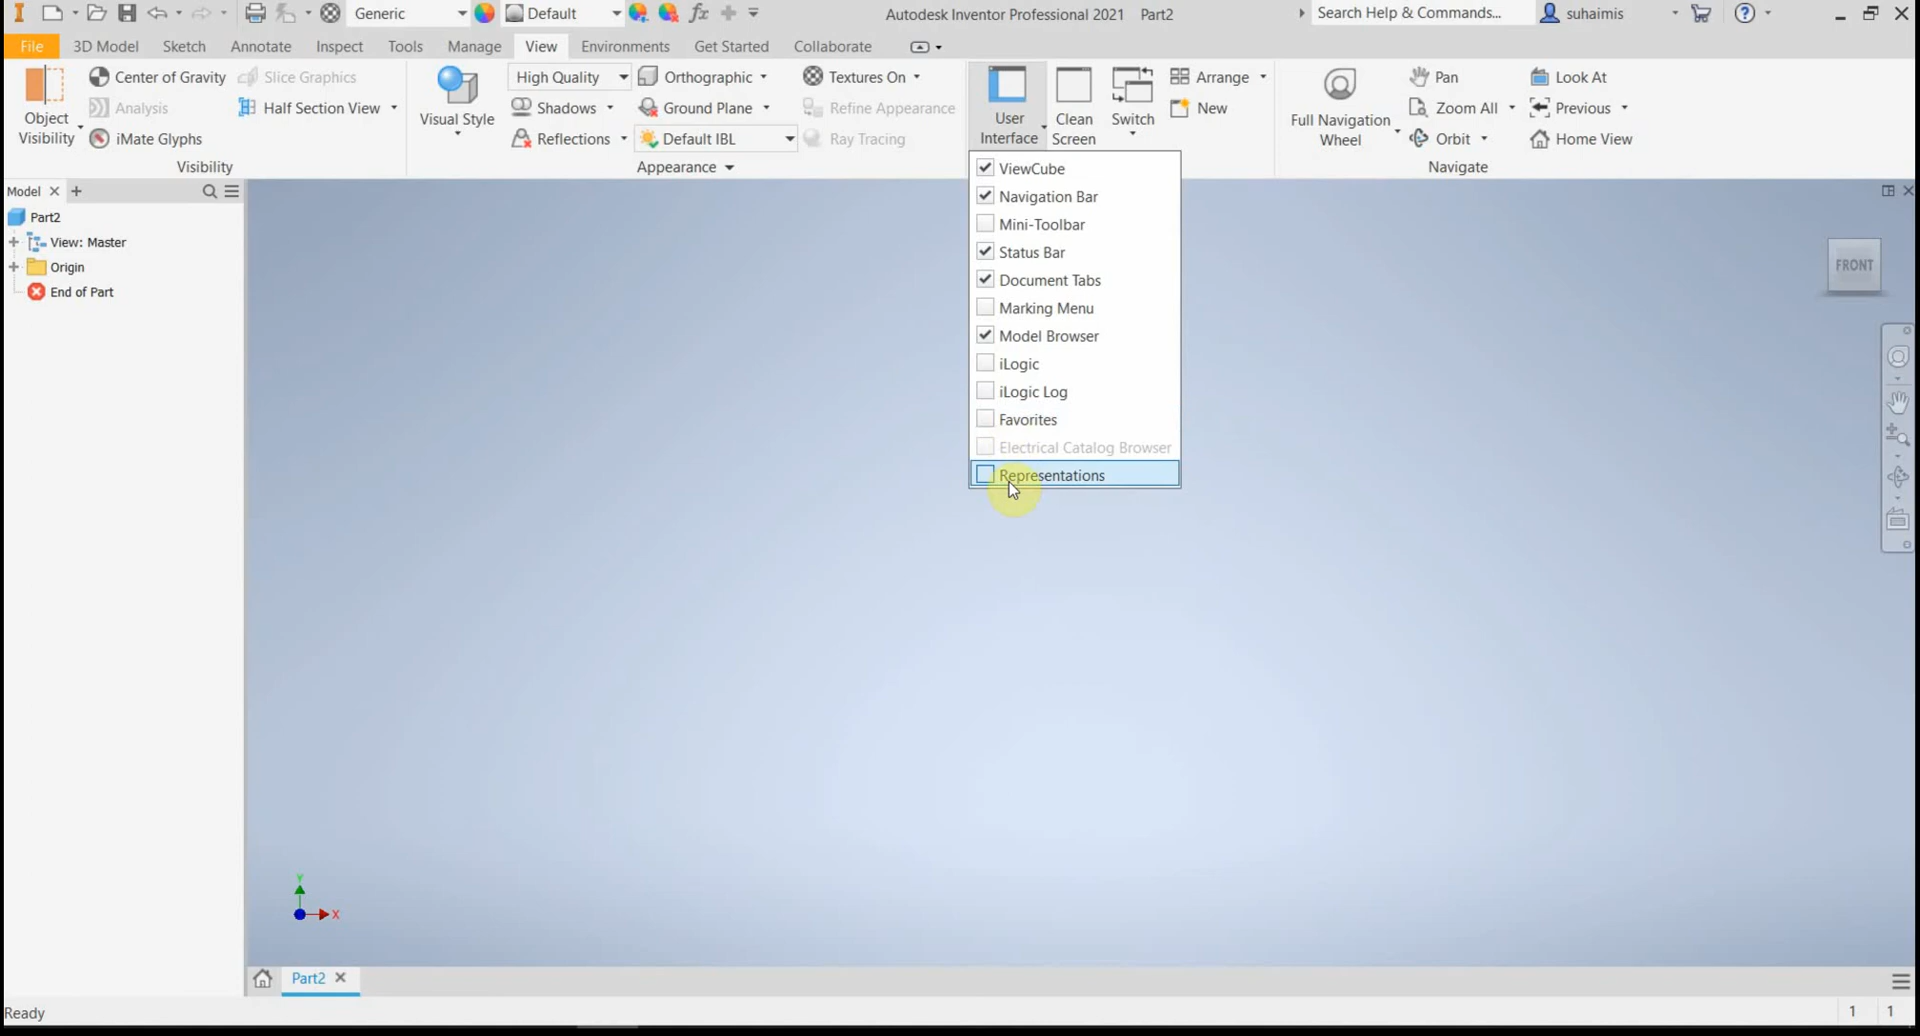 Generic
Default
fx
Autodesk Inventor Professional 2021 Part2
Search Help & Commands...
suhaimis
File
3D Model
Sketch
Annotate
Inspect
Tools
Manage
View
Environments
Get Started
Collaborate
Object
Visibility
Center of Gravity
Analysis
iMate Glyphs
Slice Graphics
Half Section View
Visibility
Visual Style
High Quality
Shadows
Reflections
Orthographic
Ground Plane
Default IBL
Textures On
Refine Appearance
Ray Tracing
Appearance
User
Interface
Clean
Screen
Switch
Arrange
New
Full Navigation
Wheel
Pan
Zoom All
Orbit
Look At
Previous
Home View
Navigate
Model
Part2
View: Master
Origin
End of Part
ViewCube
Navigation Bar
Mini-Toolbar
Status Bar
Document Tabs
Marking Menu
Model Browser
iLogic
iLogic Log
Favorites
Electrical Catalog Browser
Representations
FRONT
Y
X
Part2
Ready
1 1